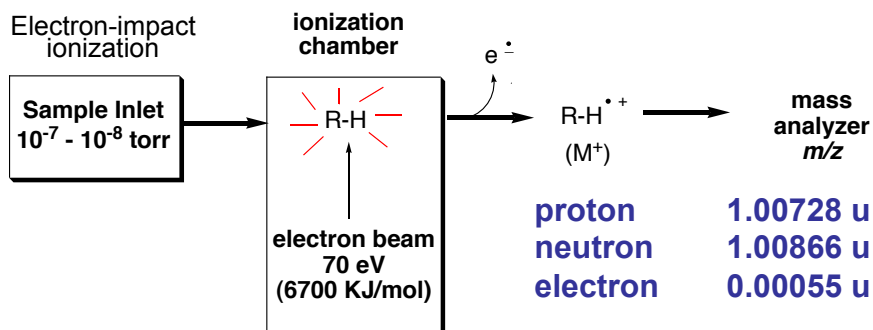 Electron-impact
ionization
Sample Inlet
10⁻⁷ - 10⁻⁸ torr
ionization
chamber
R-H
electron beam
70 eV
(6700 KJ/mol)
e •−
R-H • +
(M⁺)
mass
analyzer
m/z
proton 1.00728 u
neutron 1.00866 u
electron 0.00055 u